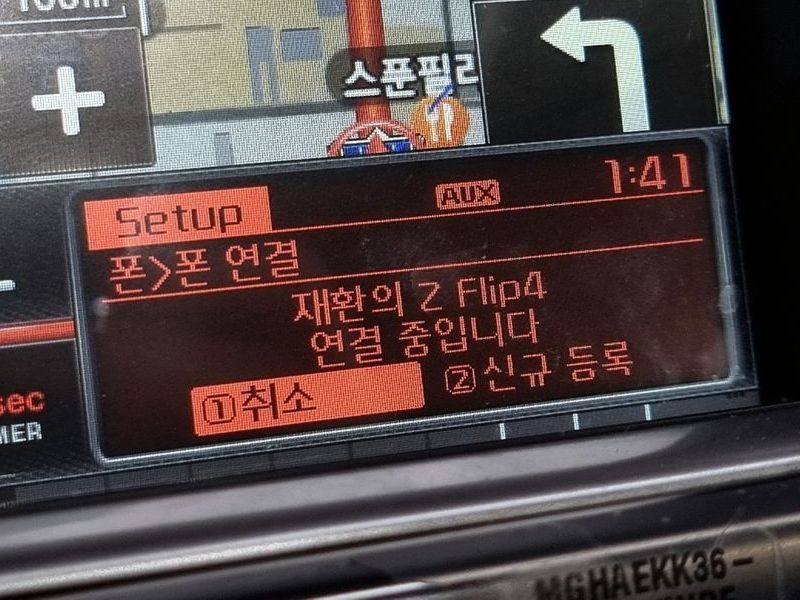 100m
스푼필라
Setup
AUX
1:41
폰>폰 연결
재환의 Z Flip4
연결 중입니다
①취소
②신규 등록
sec
MER
MGHAEKK36-